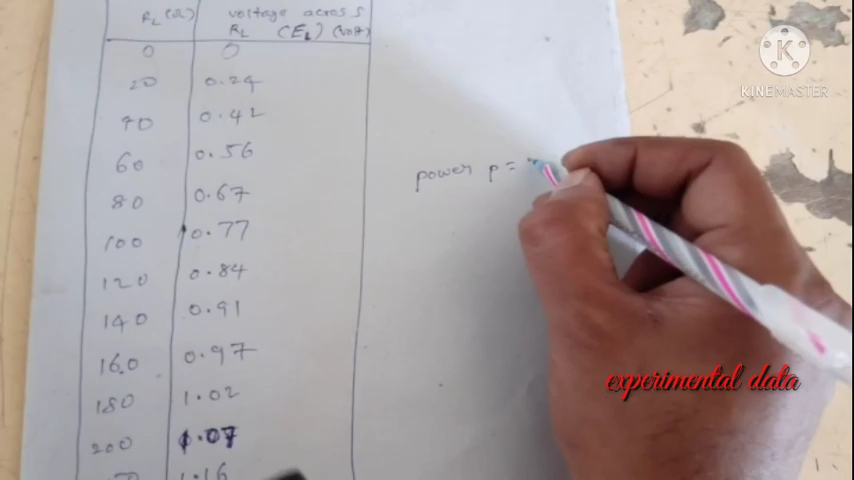 RL (Ω) voltage across
RL (EL) (volt)
0 0
20 0.24
40 0.42
60 0.56
80 0.67
100 0.77
120 0.84
140 0.91
160 0.97
180 1.02
200 1.07
1.16
power P =
K
KINEMASTER
experimental data